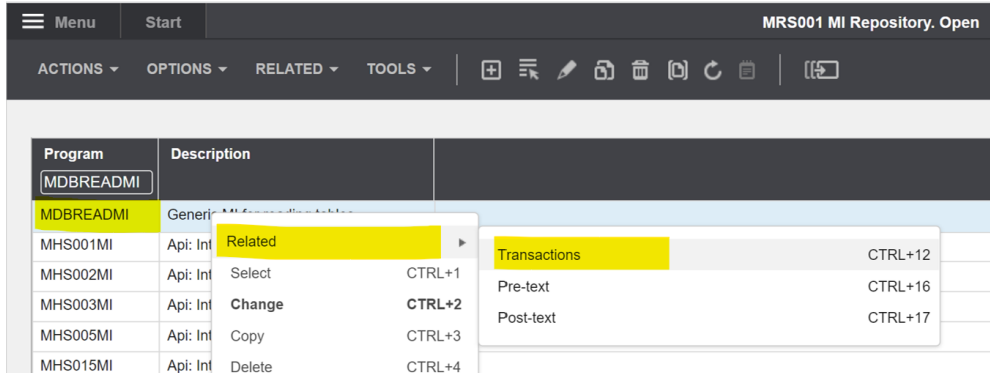 Menu Start MRS001 MI Repository. Open
ACTIONS OPTIONS RELATED TOOLS
Program Description
MDBREADMI
MDBREADMI Generic MI for reading tables
MHS001MI Api: Int
Related
MHS002MI Api: Int
Select CTRL+1
MHS003MI Api: Int
Change CTRL+2
MHS005MI Api: Int
Copy CTRL+3
MHS015MI Api: Int
Delete CTRL+4
Transactions CTRL+12
Pre-text CTRL+16
Post-text CTRL+17